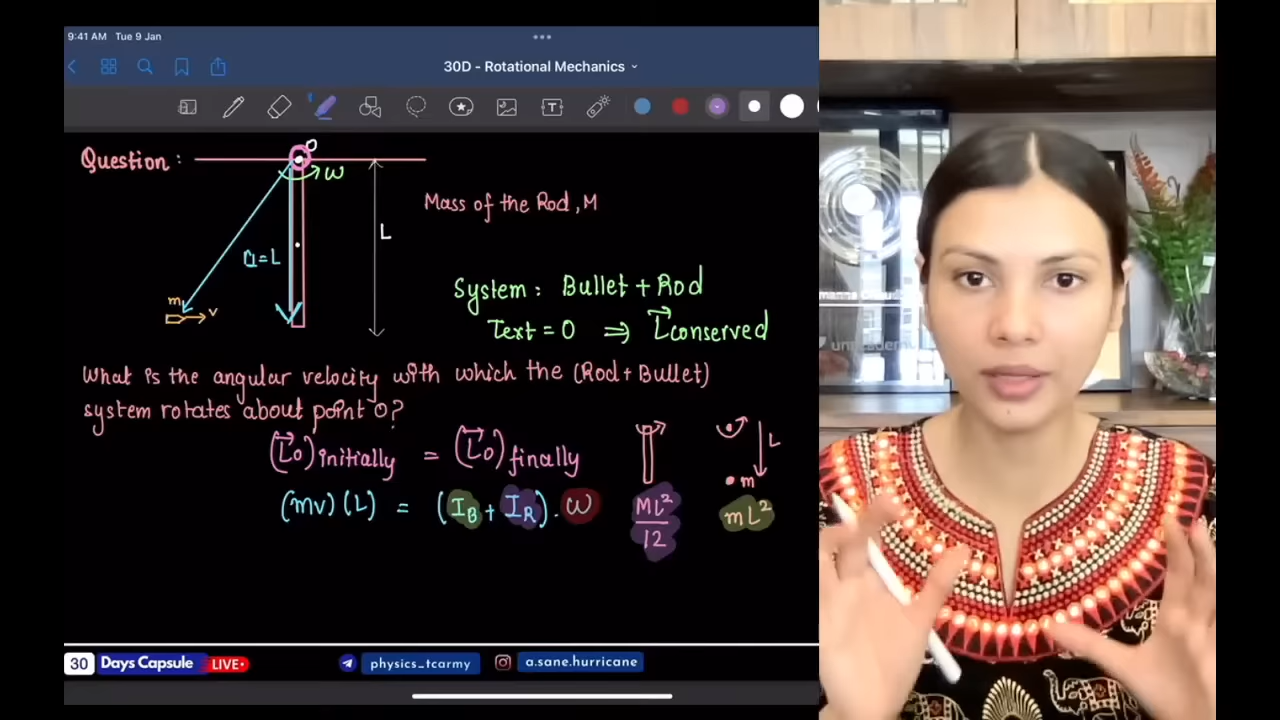 9:41 AM Tue 9 Jan
30D - Rotational Mechanics
Question :
O
ω
Mass of the Rod, M
L
r⊥=L
m
v
System : Bullet + Rod
τext = 0 ⇒ L⃗ conserved
What is the angular velocity with which the (Rod + Bullet)
system rotates about point O?
(L⃗o) initially = (L⃗o) finally
L
m
(mv)(L) = (I_B + I_R) . ω
ML²/12
mL²
30 Days Capsule LIVE
physics_tcarmy
a.sane.hurricane